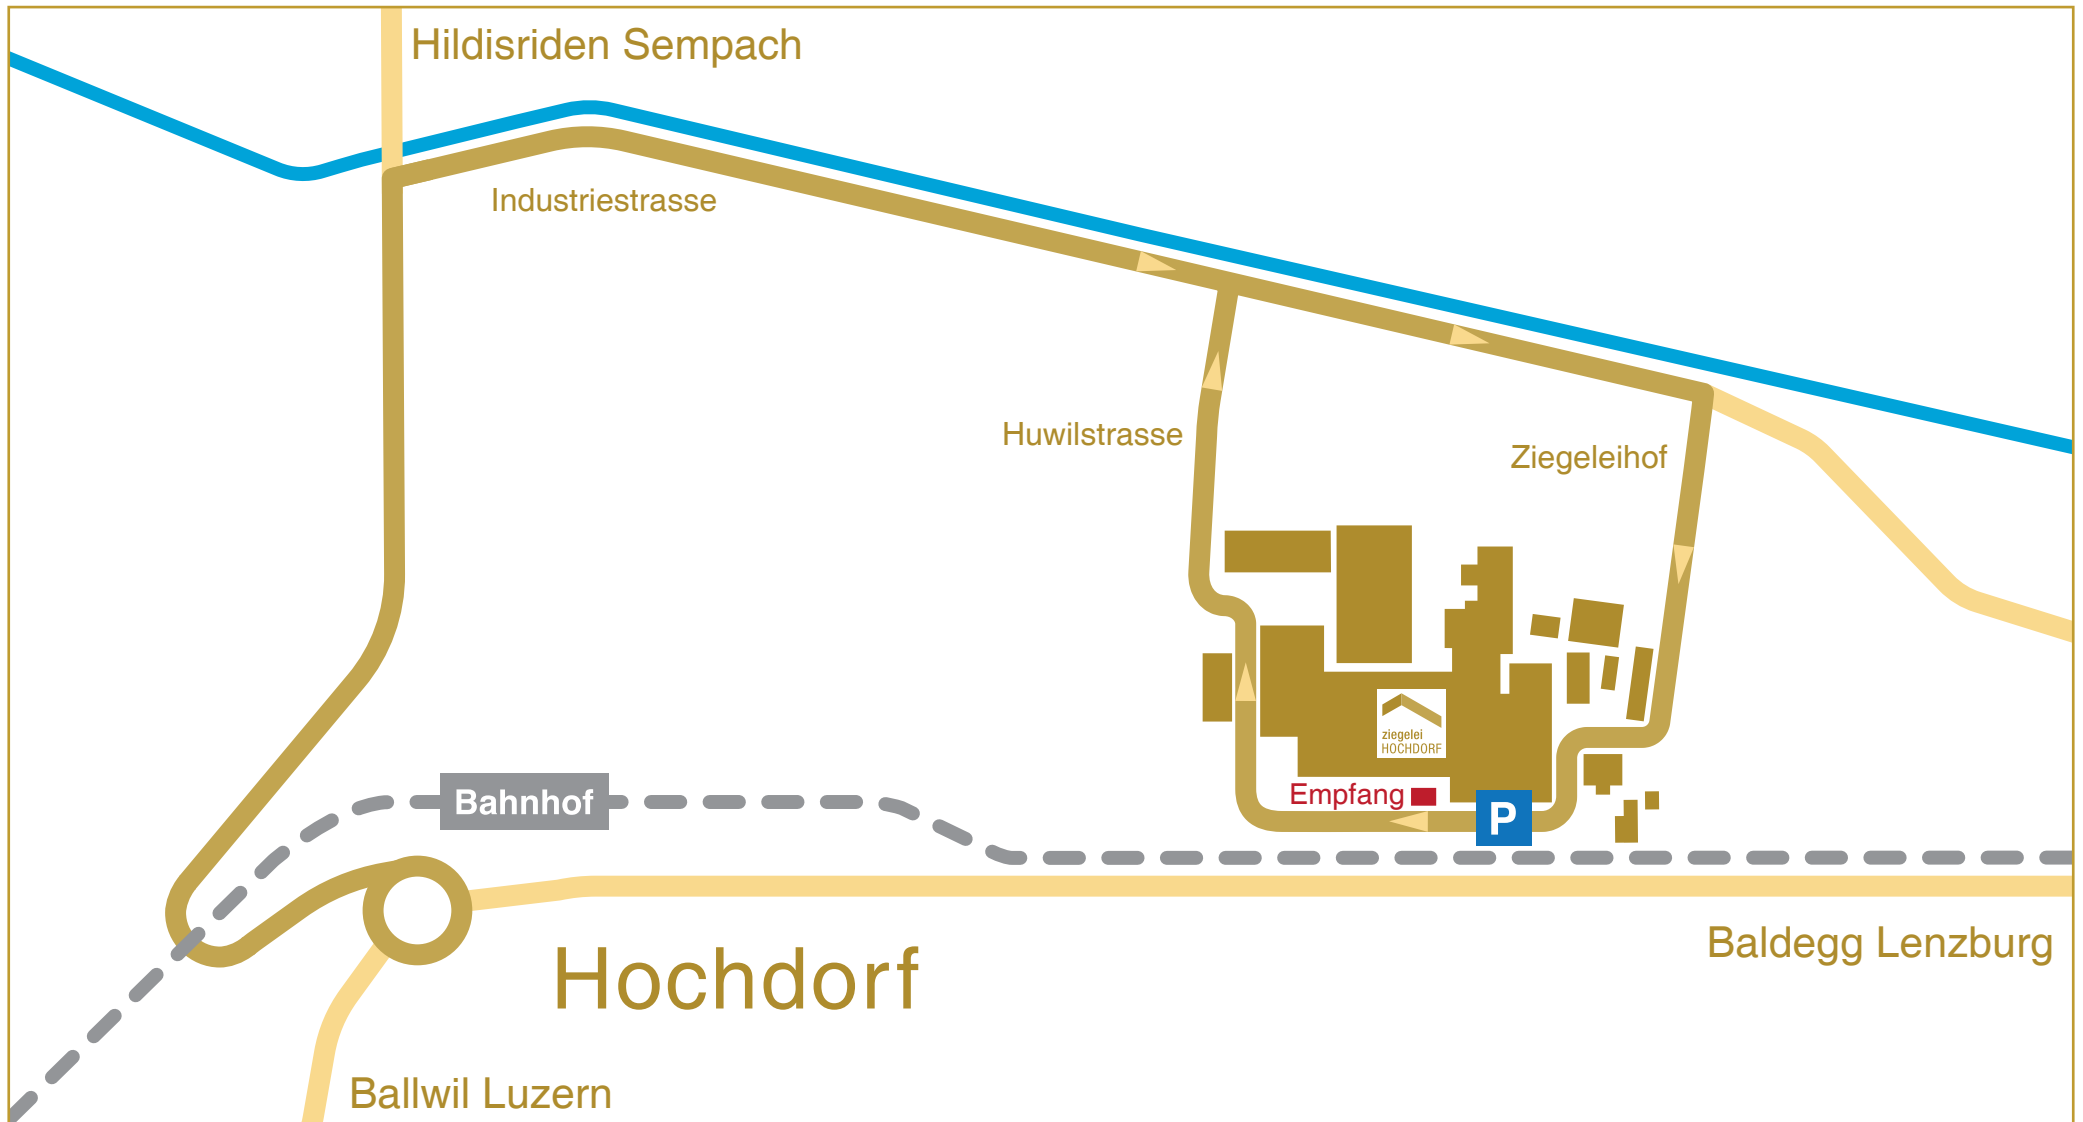 Hildisriden Sempach
Industriestrasse
Huwilstrasse
Ziegeleihof
ziegelei
HOCHDORF
Bahnhof
Empfang
P
Hochdorf
Baldegg Lenzburg
Ballwil Luzern